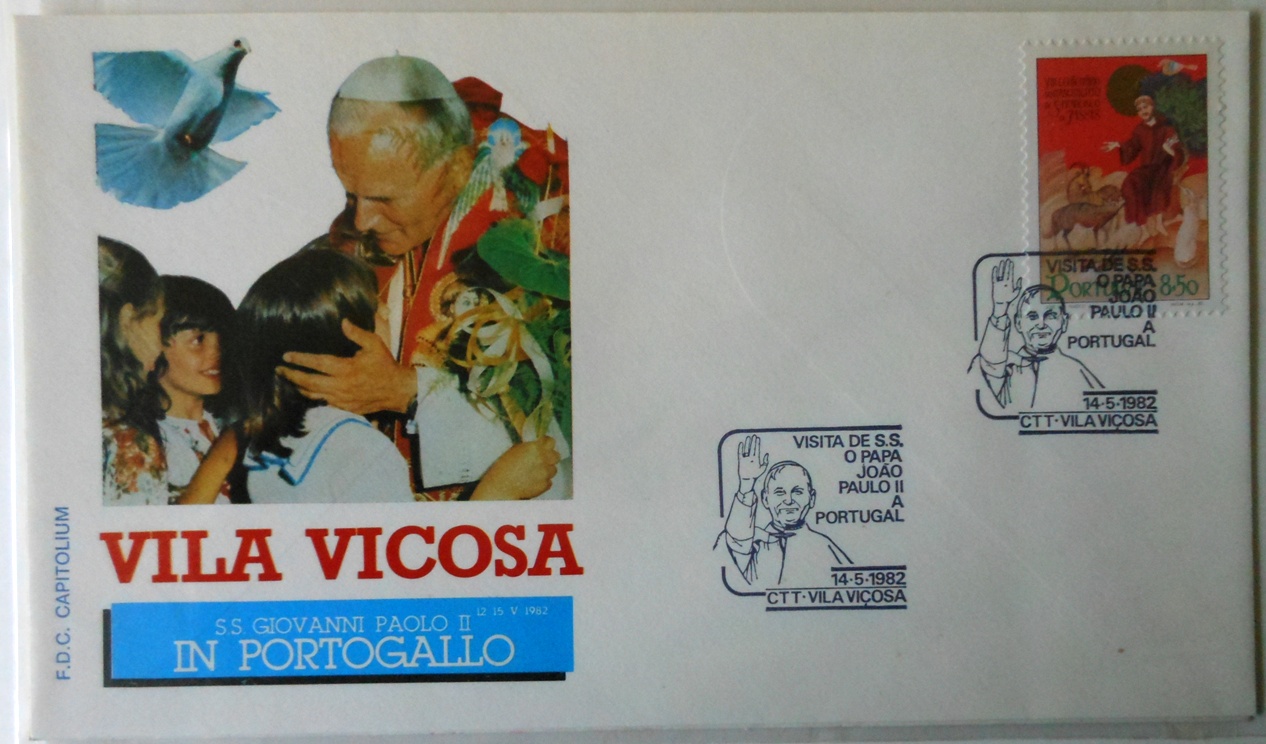 F.D.C. CAPITOLIUM
VILA VICOSA
12 15 V 1982
S.S. GIOVANNI PAOLO II
IN PORTOGALLO
PORTUGAL 8.50
VISITA DE S.S.
O PAPA
JOÃO
PAULO II
A
PORTUGAL
14·5·1982
CTT·VILA VIÇOSA
VISITA DE S.S.
O PAPA
JOÃO
PAULO II
A
PORTUGAL
14·5·1982
CTT·VILA VIÇOSA